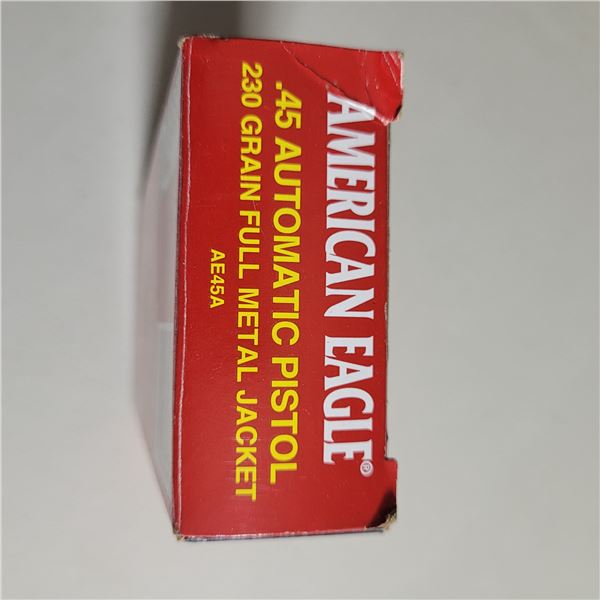 AMERICAN EAGLE®
.45 AUTOMATIC PISTOL
230 GRAIN FULL METAL JACKET
AE45A